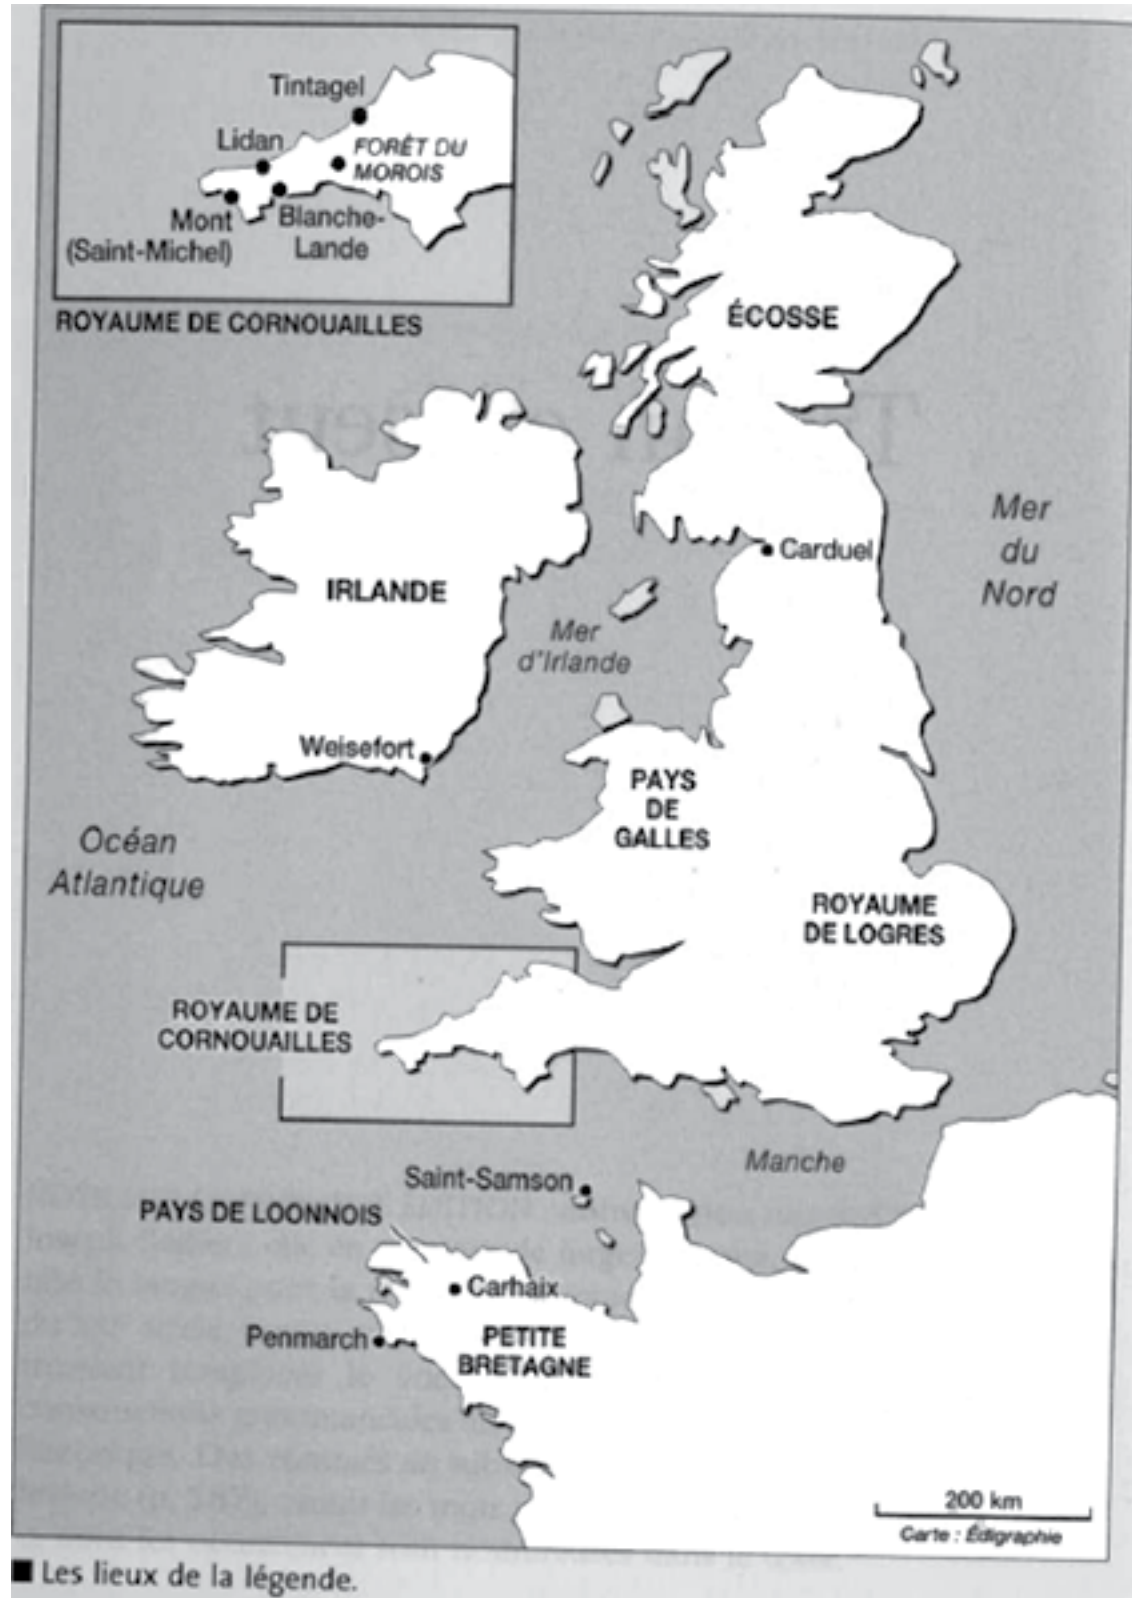 Tintagel
Lidan
FORÊT DU
MOROIS
Mont
(Saint-Michel)
Blanche-
Lande
ROYAUME DE CORNOUAILLES
ÉCOSSE
Mer
du
Nord
Carduel
IRLANDE
Mer
d'Irlande
Weisefort
PAYS
DE
GALLES
Océan
Atlantique
ROYAUME
DE LOGRES
ROYAUME DE
CORNOUAILLES
Manche
Saint-Samson
PAYS DE LOONNOIS
Carhaix
Penmarch
PETITE
BRETAGNE
200 km
Carte : Édigraphie
■ Les lieux de la légende.